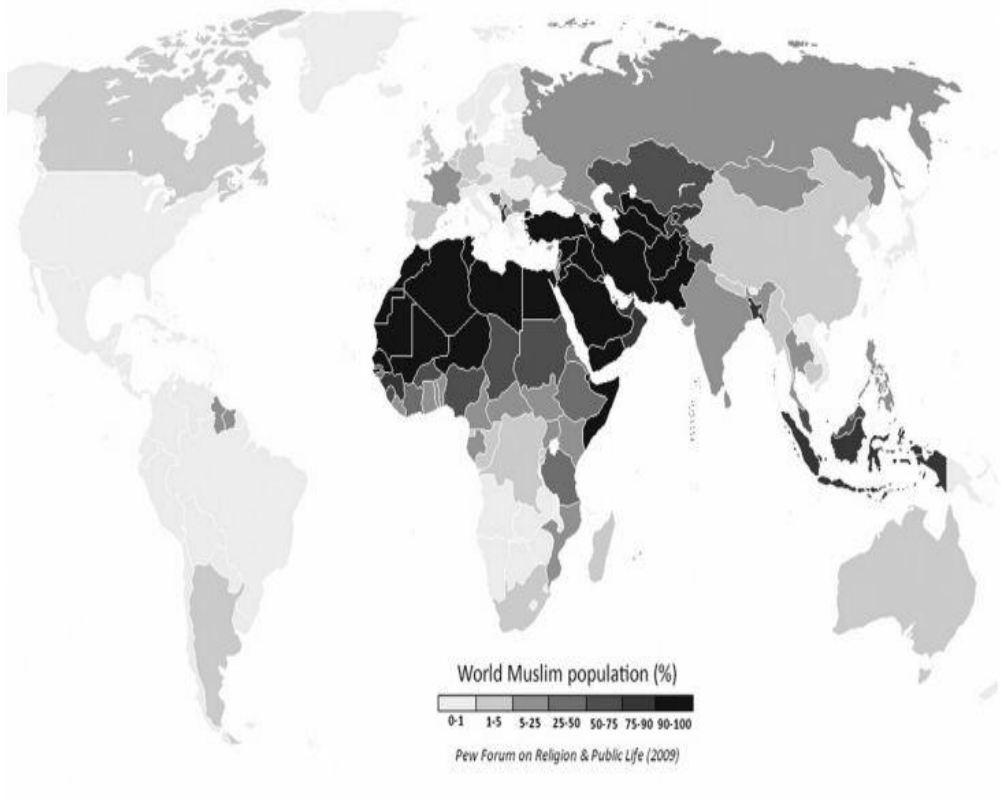 World Muslim population (%)
0-1 1-5 5-25 25-50 50-75 75-90 90-100
Pew Forum on Religion & Public Life (2009)